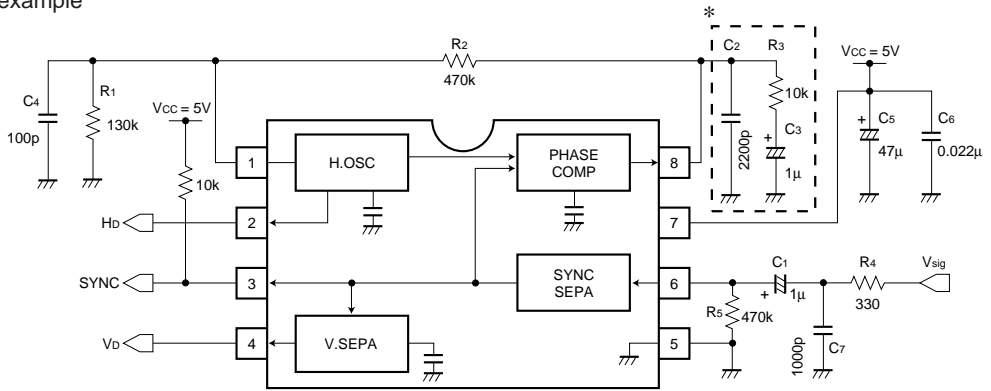 example
*
R2
470k
C2
R3
VCC = 5V
C4
100p
R1
130k
VCC = 5V
10k
2200p
+
C3
1μ
+
C5
47μ
C6
0.022μ
1
H.OSC
PHASE
COMP
8
10k
HD
2
7
SYNC
3
SYNC
SEPA
6
C1
+
1μ
R4
330
Vsig
R5
470k
VD
4
V.SEPA
5
1000p
C7